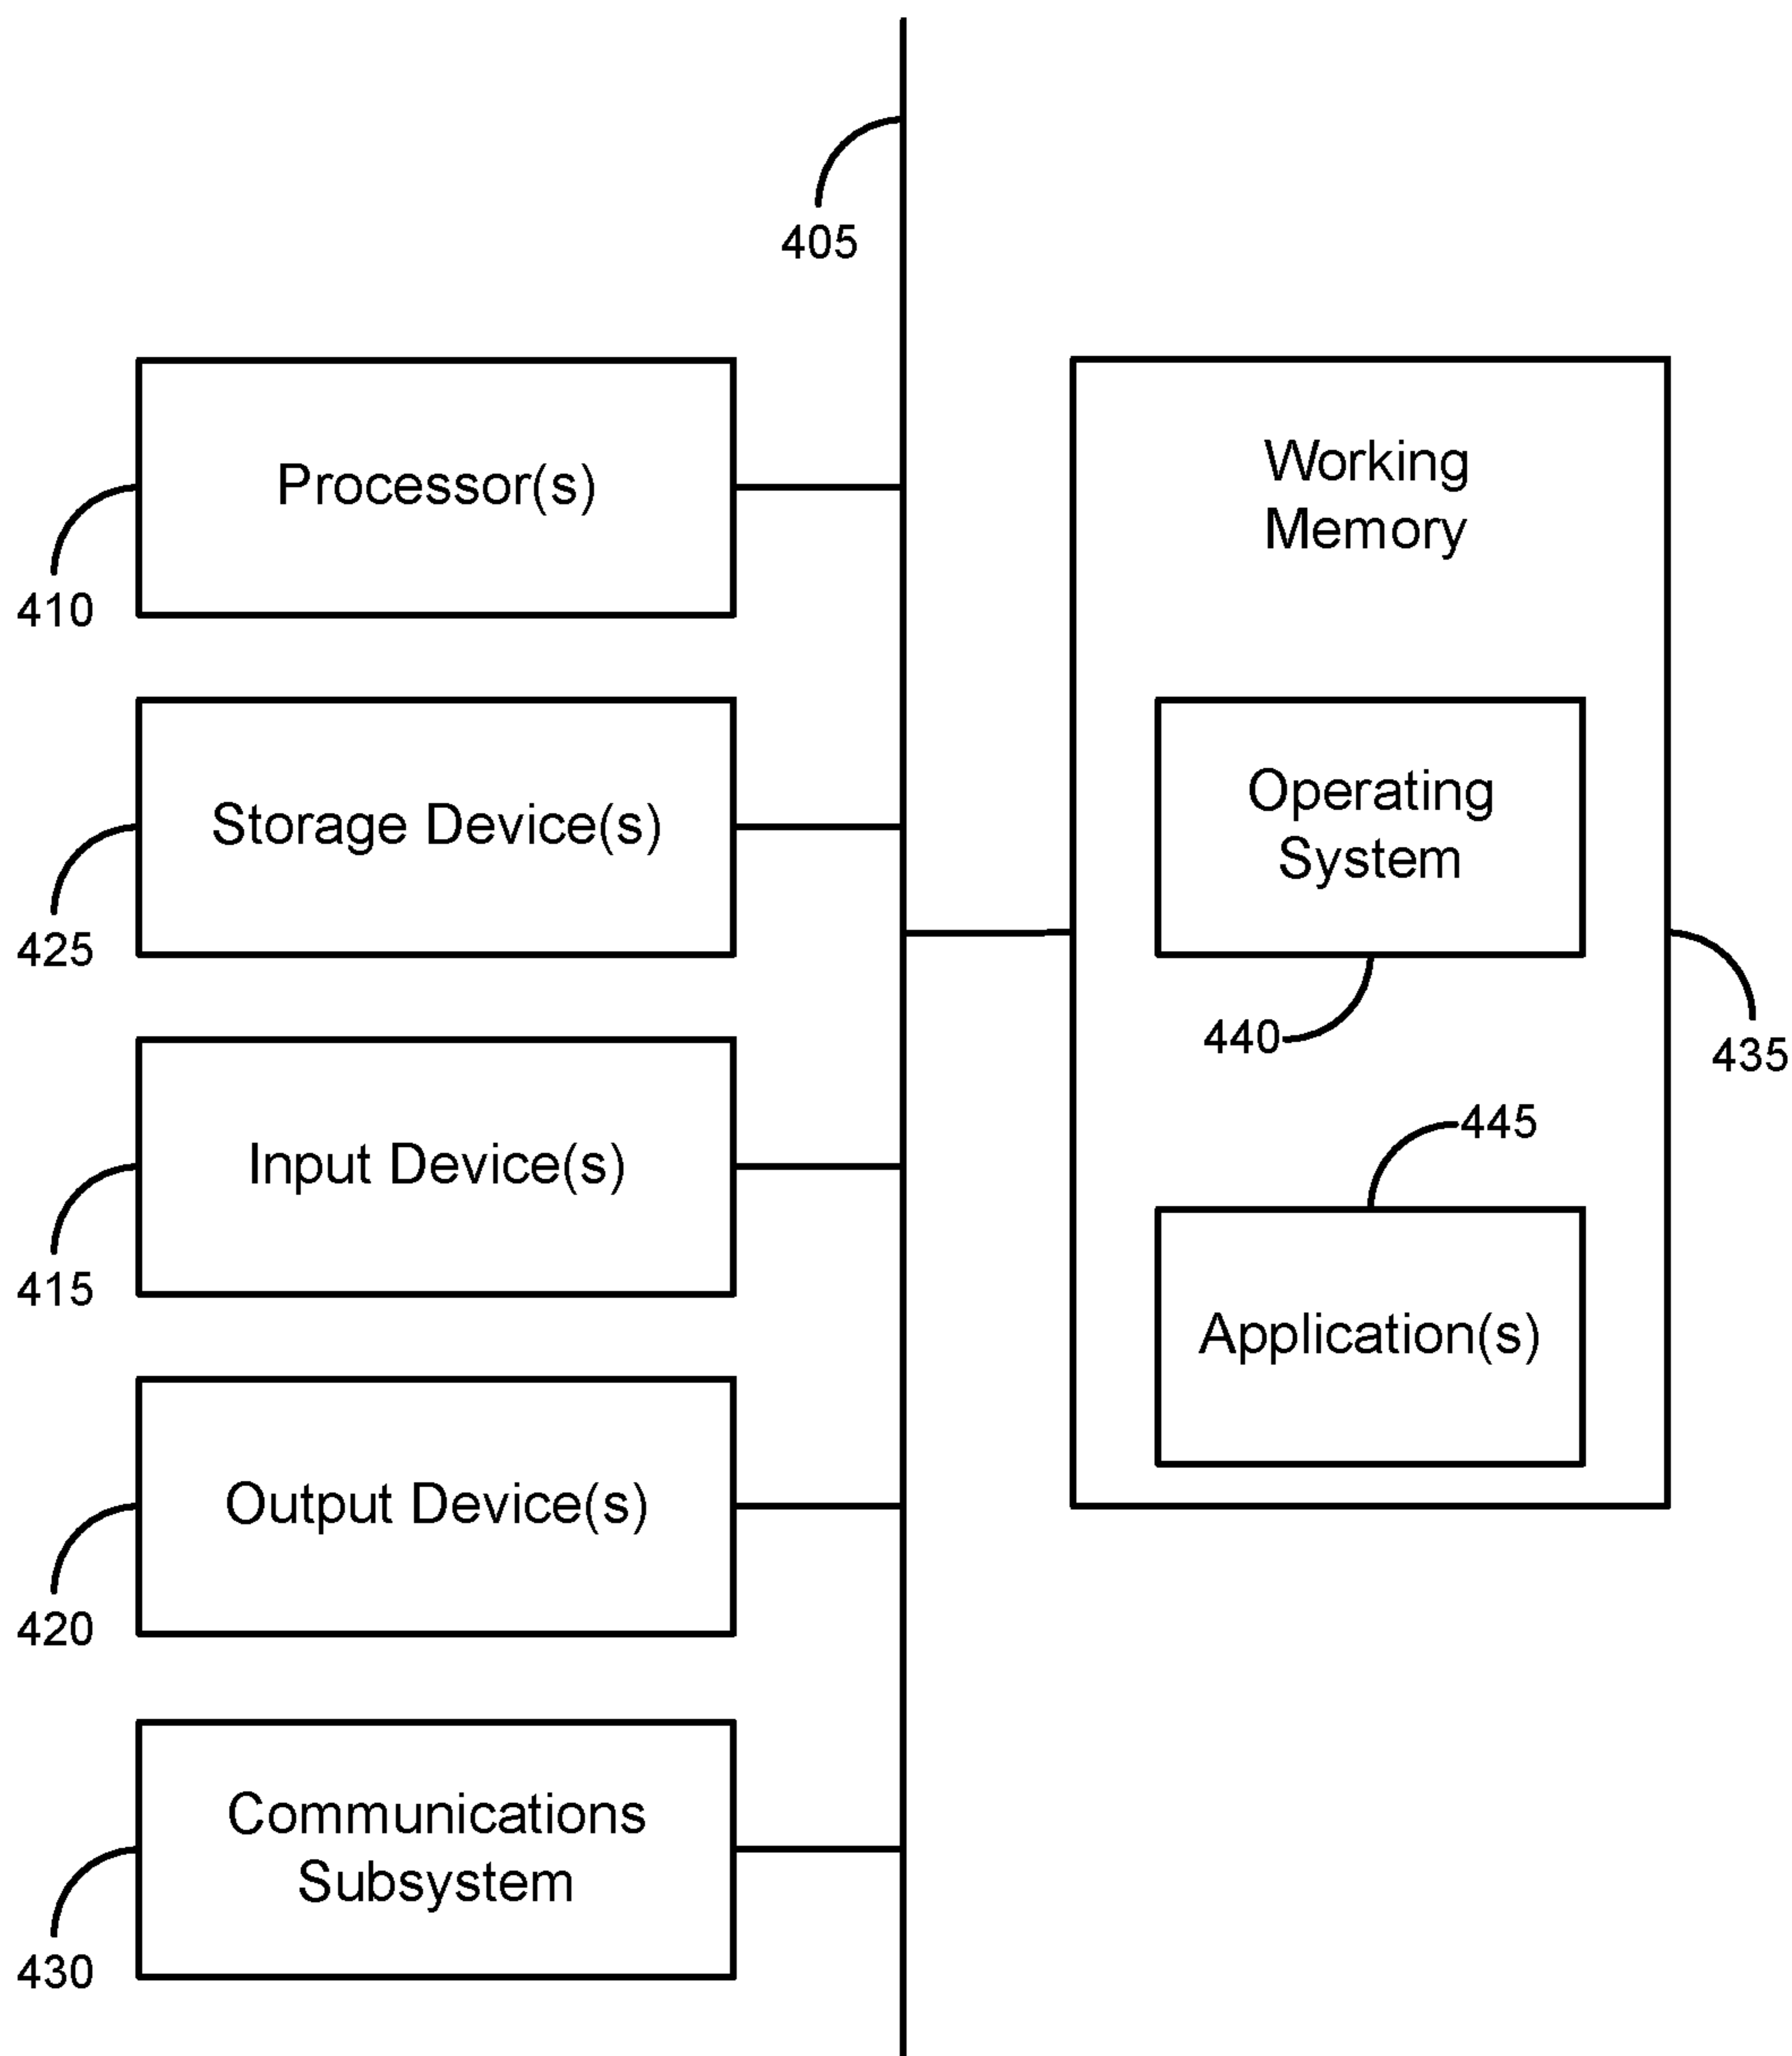 405
Processor(s)
410
Storage Device(s)
425
Input Device(s)
415
Output Device(s)
420
Communications
Subsystem
430
Working
Memory
Operating
System
440
435
445
Application(s)